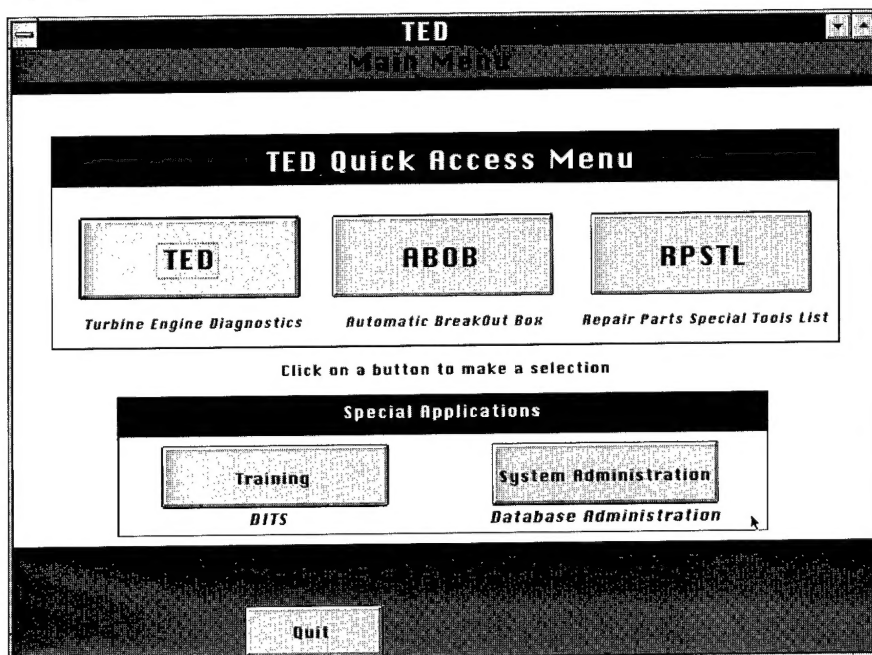 TED
Main Menu
TED Quick Access Menu
TED ABOB RPSTL
Turbine Engine Diagnostics Automatic BreakOut Box Repair Parts Special Tools List
Click on a button to make a selection
Special Applications
Training System Administration
DITS Database Administration
Quit